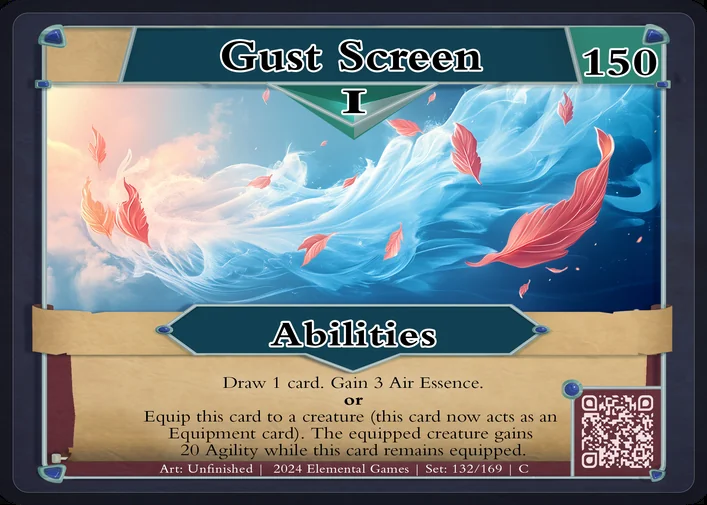 Gust Screen
150
I
Abilities
Draw 1 card. Gain 3 Air Essence.
or
Equip this card to a creature (this card now acts as an
Equipment card). The equipped creature gains
20 Agility while this card remains equipped.
Art: Unfinished | 2024 Elemental Games | Set: 132/169 | C